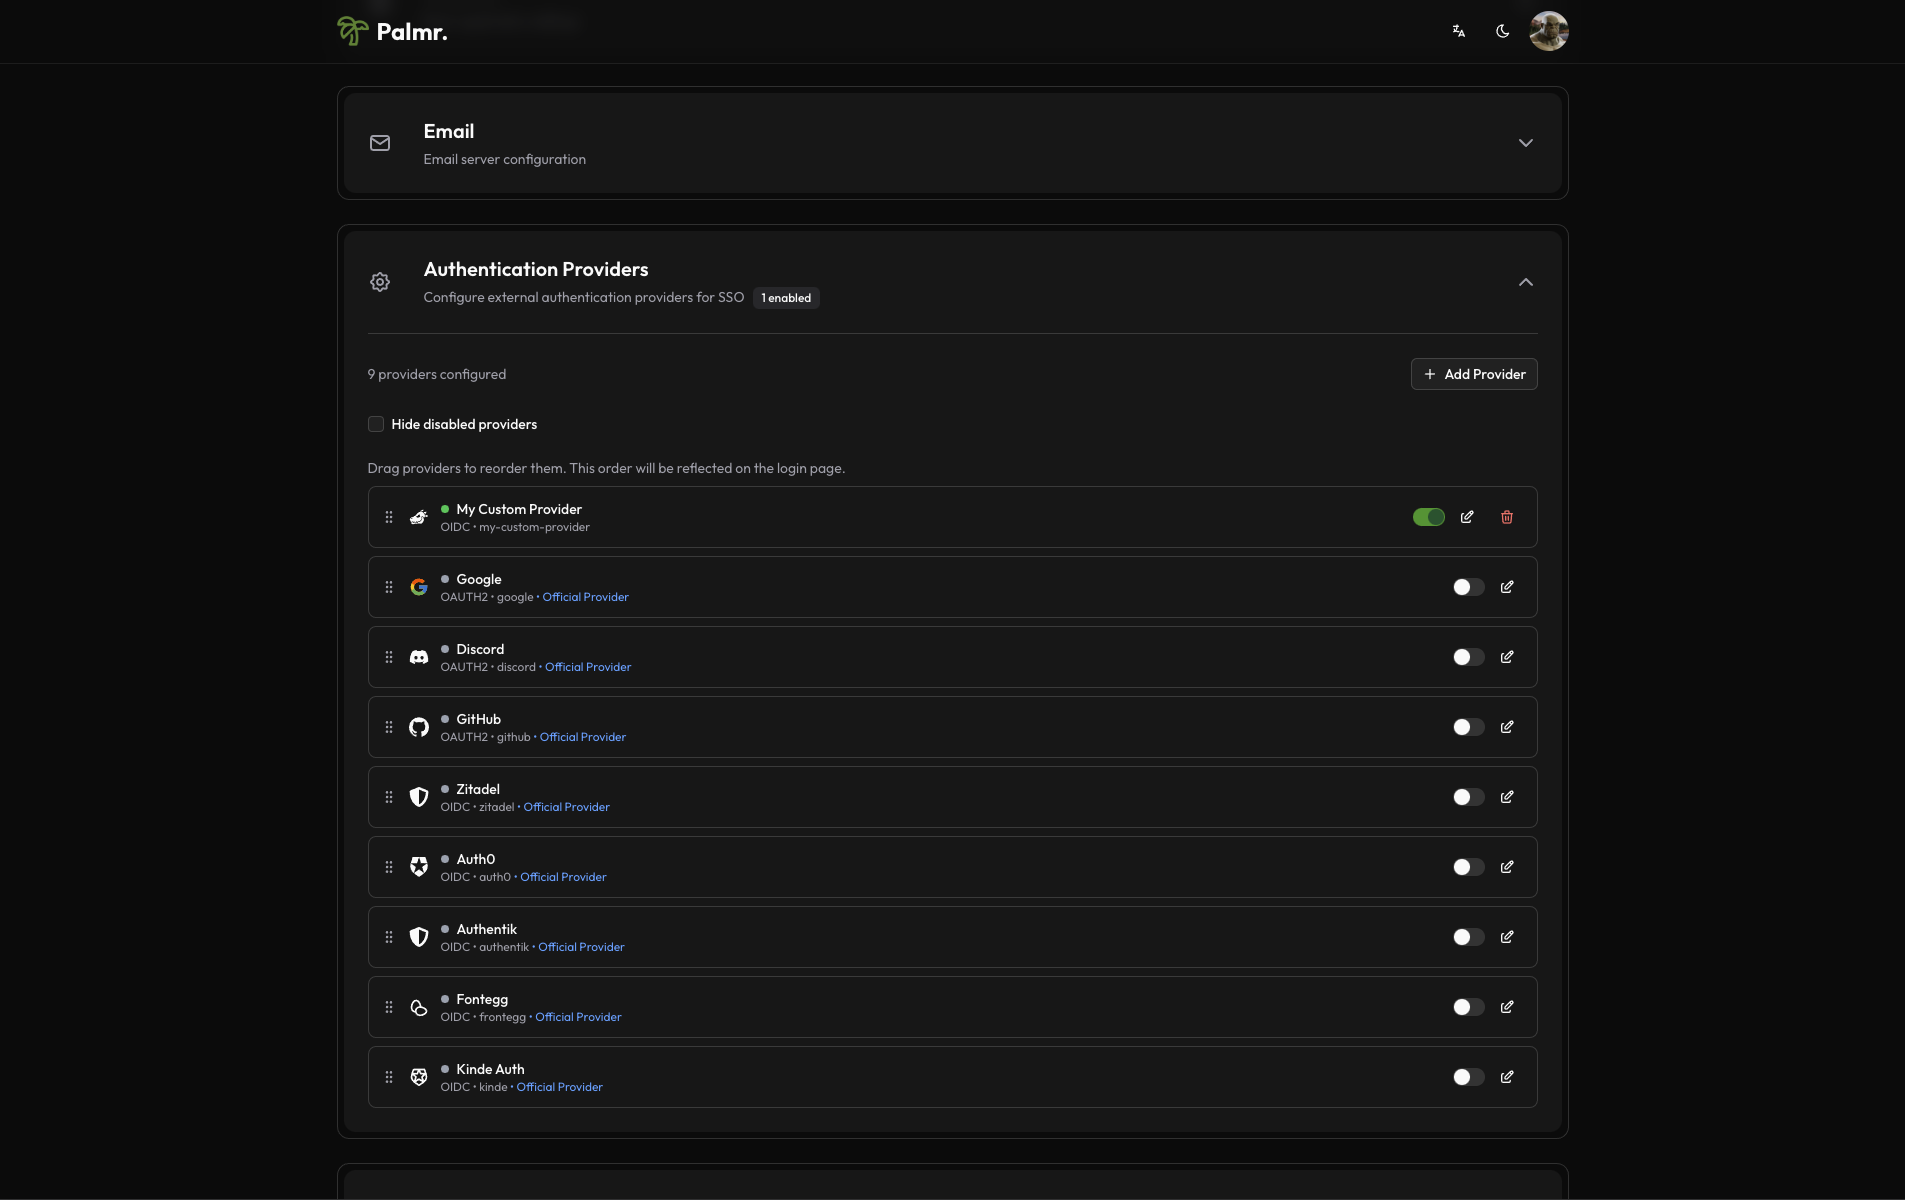 Palmr.
Email
Email server configuration
Authentication Providers
Configure external authentication providers for SSO 1 enabled
9 providers configured
Add Provider
Hide disabled providers
Drag providers to reorder them. This order will be reflected on the login page.
My Custom Provider
OIDC • my-custom-provider
Google
OAUTH2 • google • Official Provider
Discord
OAUTH2 • discord • Official Provider
GitHub
OAUTH2 • github • Official Provider
Zitadel
OIDC • zitadel • Official Provider
Auth0
OIDC • auth0 • Official Provider
Authentik
OIDC • authentik • Official Provider
Fontegg
OIDC • frontegg • Official Provider
Kinde Auth
OIDC • kinde • Official Provider